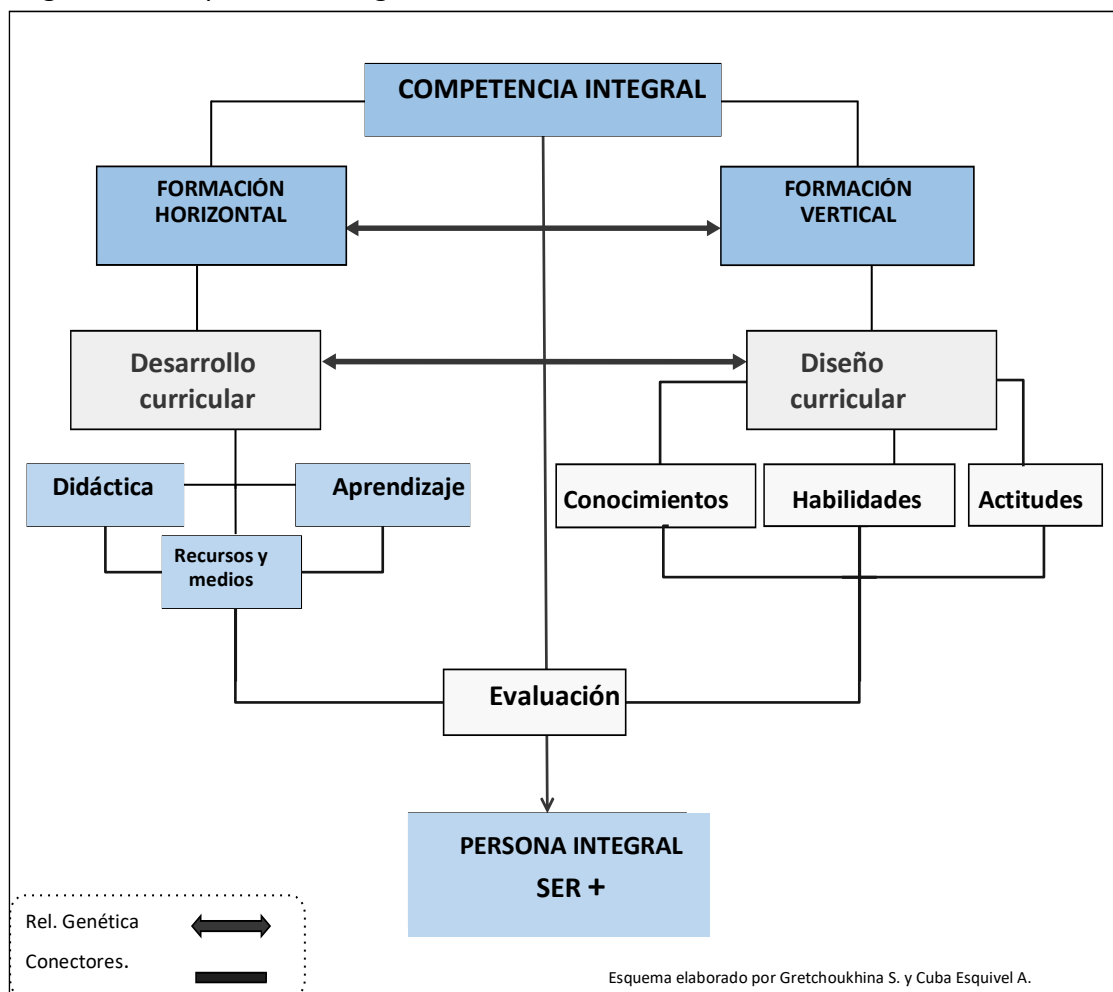 COMPETENCIA INTEGRAL
FORMACIÓN
HORIZONTAL
FORMACIÓN
VERTICAL
Desarrollo
curricular
Diseño
curricular
Didáctica
Aprendizaje
Recursos y
medios
Conocimientos
Habilidades
Actitudes
Evaluación
PERSONA INTEGRAL
SER +
Rel. Genética
Conectores.
Esquema elaborado por Gretchoukhina S. y Cuba Esquivel A.